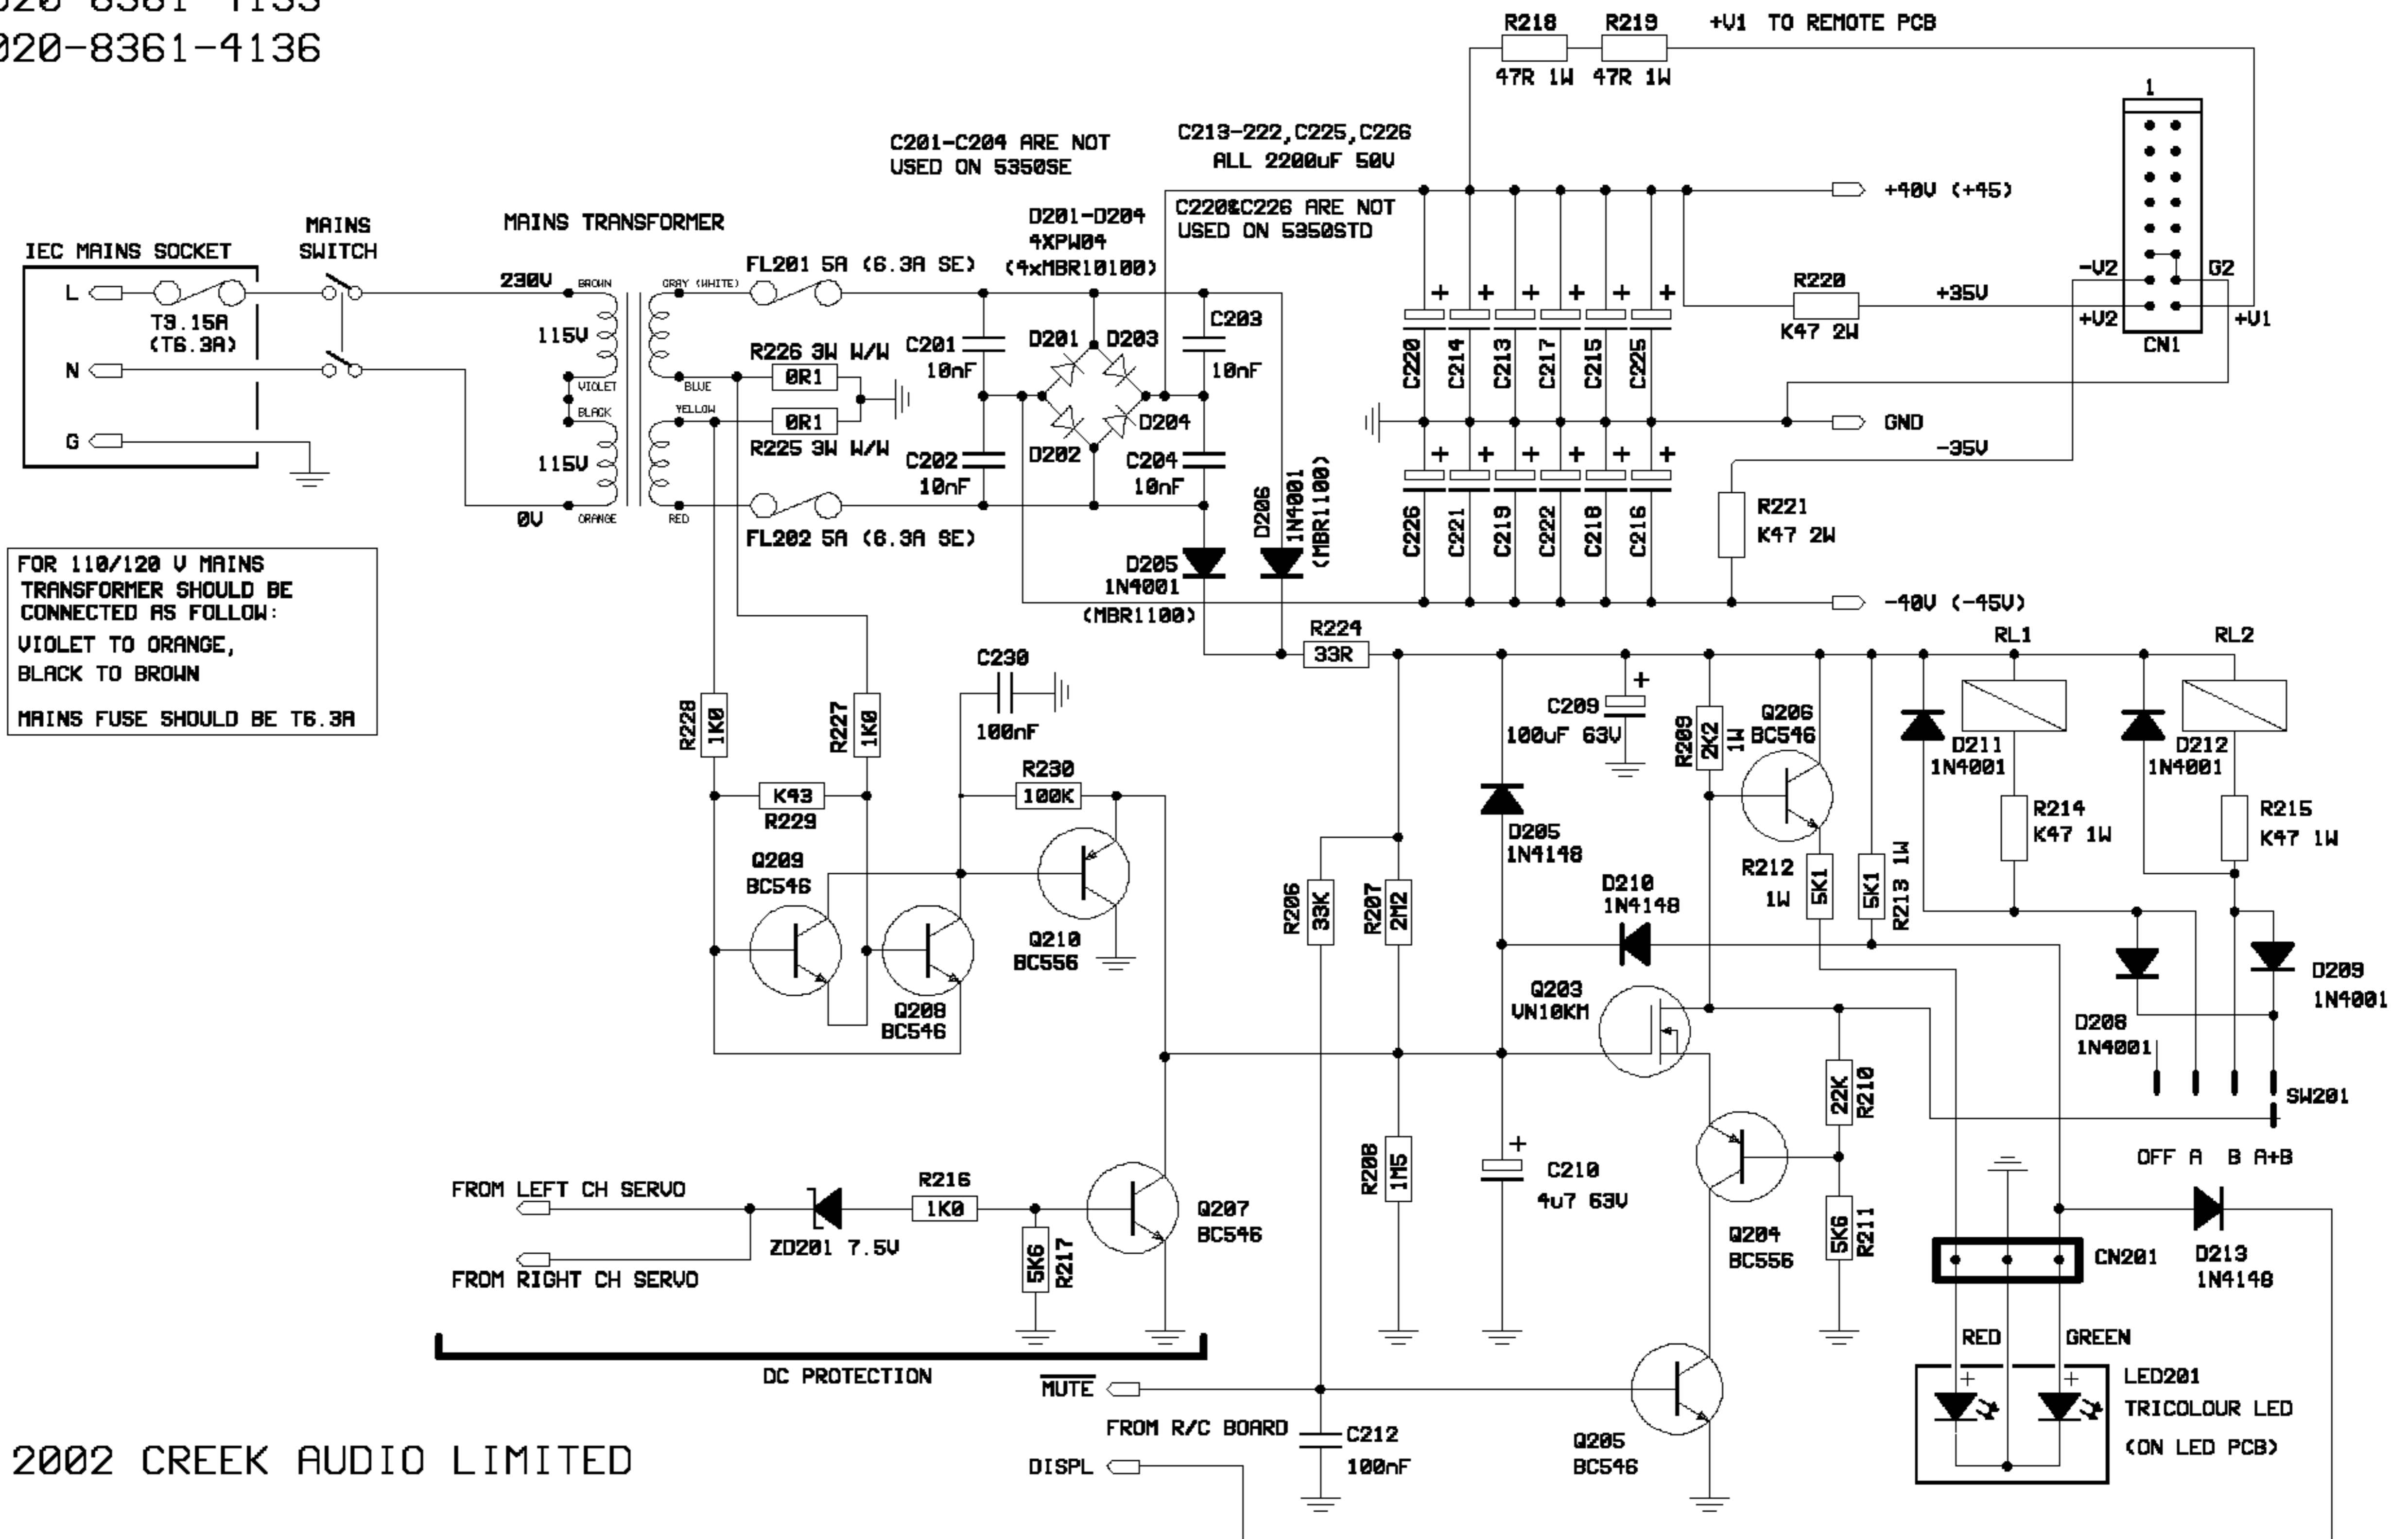 020-8361-4133
020-8361-4136
R218
R219
+V1 TO REMOTE PCB
47R 1W
47R 1W
1
C201-C204 ARE NOT
USED ON 5350SE
C213-222,C225,C226
ALL 2200uF 50V
+40V (+45)
C220&C226 ARE NOT
USED ON 5350STD
D201-D204
4XPW04
(4xMBR10100)
MAINS TRANSFORMER
MAINS
SWITCH
IEC MAINS SOCKET
FL201 5A (6.3A SE)
230V
BROWN
GRAY (WHITE)
L
T3.15A
(T6.3A)
115V
R226 3W W/W
0R1
C201
10nF
D201
D203
C203
10nF
N
VIOLET
BLUE
BLACK
YELLOW
0R1
R225 3W W/W
G
115V
C202
10nF
D202
D204
C204
10nF
0V
ORANGE
RED
FL202 5A (6.3A SE)
D206
1N4001
(MBR1100)
D205
1N4001
(MBR1100)
C220
C214
C213
C217
C215
C225
+
+
+
+
+
+
C226
C221
C219
C222
C218
C216
+
+
+
+
+
+
R220
K47 2W
+35V
-V2
G2
+V2
+V1
CN1
GND
-35V
R221
K47 2W
-40V (-45V)
FOR 110/120 V MAINS
TRANSFORMER SHOULD BE
CONNECTED AS FOLLOW:
VIOLET TO ORANGE,
BLACK TO BROWN
MAINS FUSE SHOULD BE T6.3A
R224
33R
RL1
RL2
C230
100nF
R228
1K0
R227
1K0
R230
100K
K43
R229
Q209
BC546
Q208
BC546
Q210
BC556
C209
+
100uF 63V
R209
2K2
1W
Q206
BC546
D211
1N4001
D212
1N4001
R214
K47 1W
R215
K47 1W
D205
1N4148
R206
33K
R207
2M2
D210
1N4148
R212
1W
5K1
5K1
R213 1W
Q203
VN10KM
D208
1N4001
D209
1N4001
SW201
OFF A B A+B
22K
R210
R208
1M5
+
C210
4u7 63V
Q204
BC556
5K6
R211
FROM LEFT CH SERVO
FROM RIGHT CH SERVO
ZD201 7.5V
R216
1K0
5K6
R217
Q207
BC546
DC PROTECTION
CN201
D213
1N4148
RED
GREEN
+
+
LED201
TRICOLOUR LED
(ON LED PCB)
MUTE
FROM R/C BOARD
DISPL
C212
100nF
Q205
BC546
2002 CREEK AUDIO LIMITED